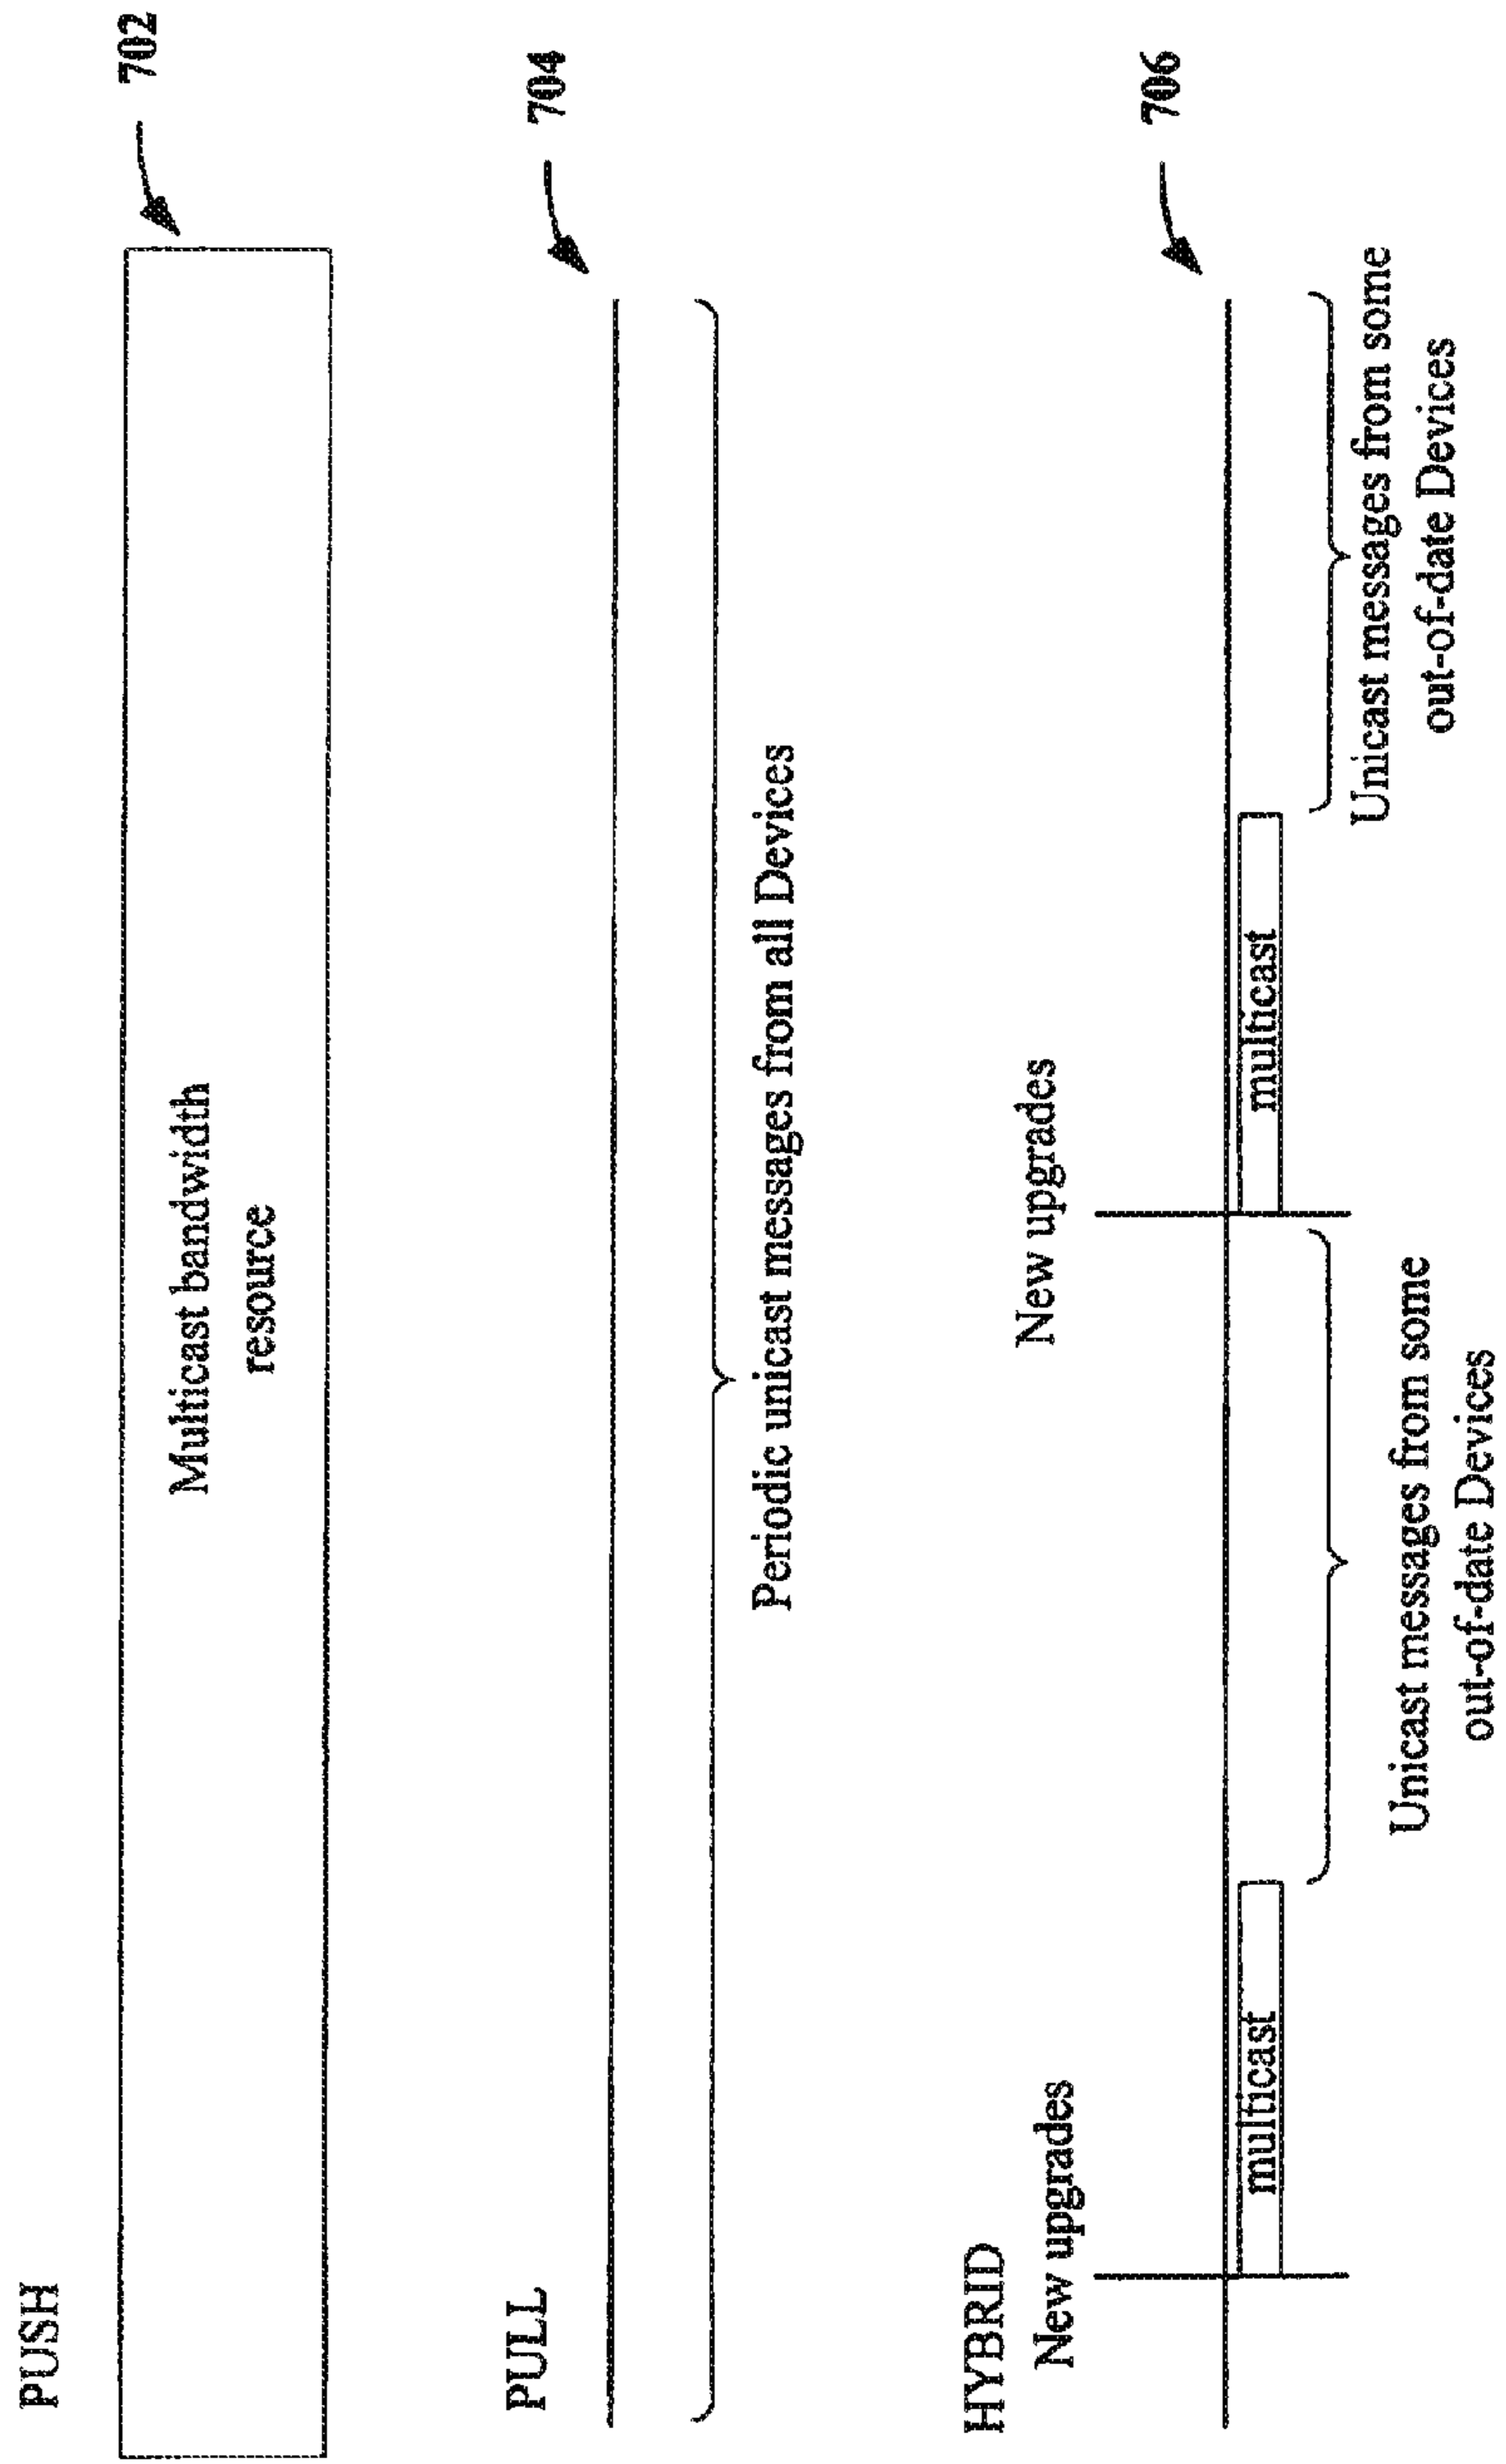 PUSH
702
Multicast bandwidth
resource
PULL
704
Periodic unicast messages from all Devices
HYBRID
706
New upgrades
New upgrades
multicast
multicast
Unicast messages from some
out-of-date Devices
Unicast messages from some
out-of-date Devices